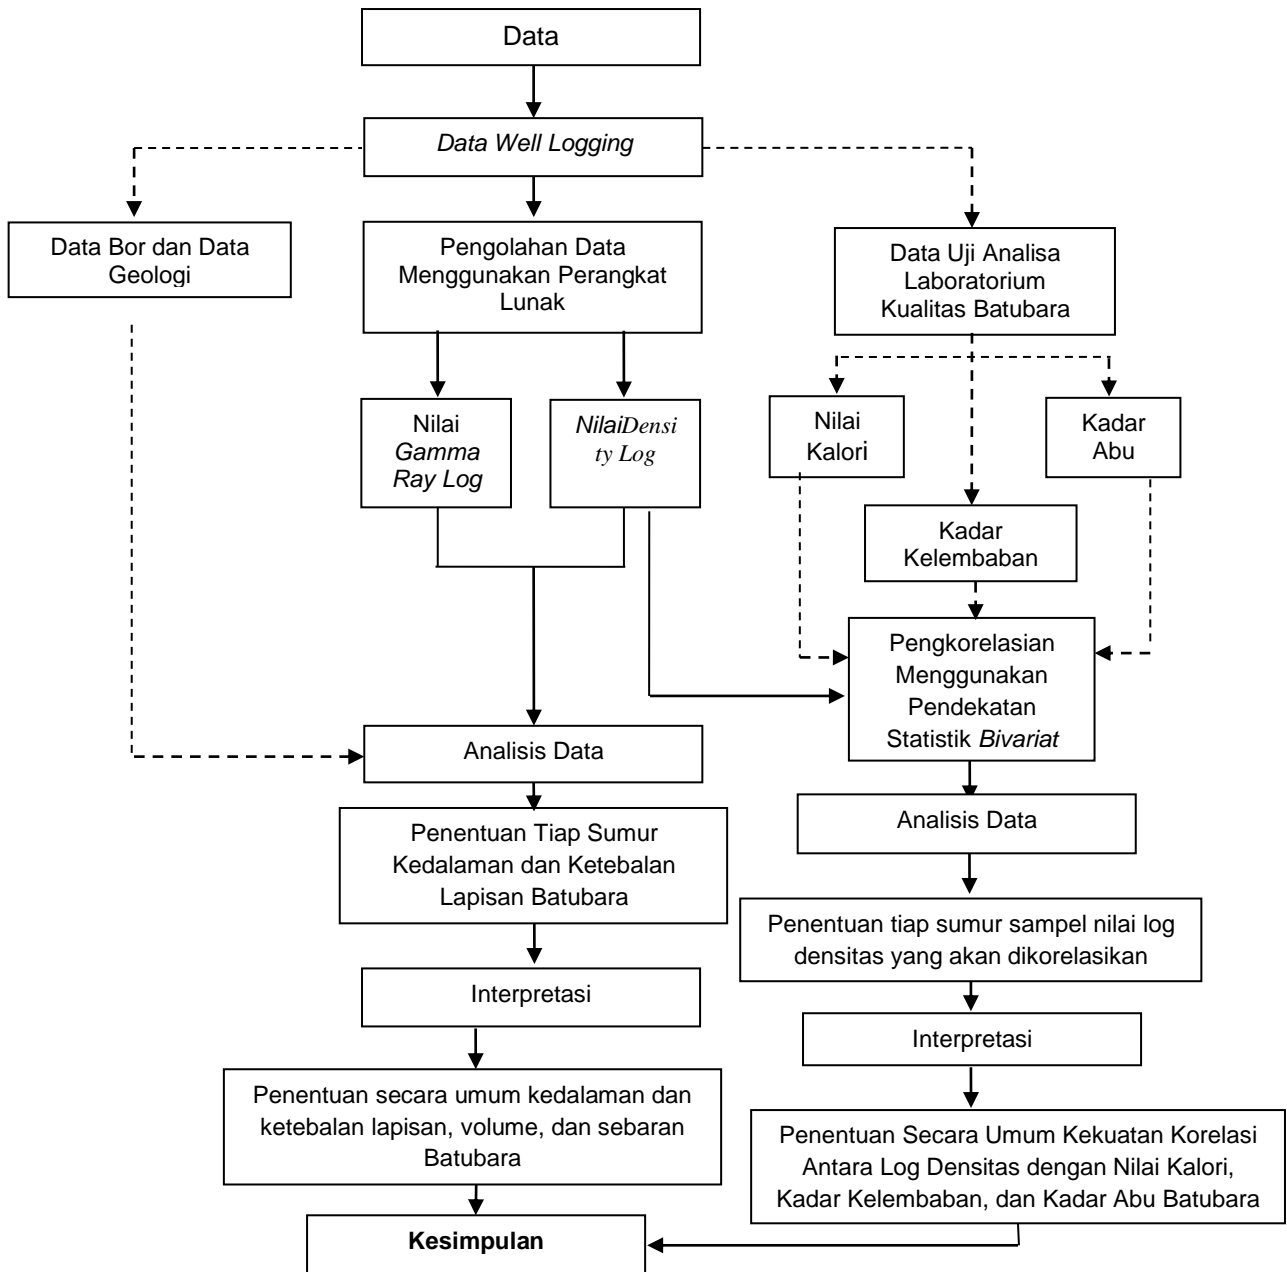 Data
Data Well Logging
Data Bor dan Data
Geologi
Pengolahan Data
Menggunakan Perangkat
Lunak
Data Uji Analisa
Laboratorium
Kualitas Batubara
Nilai
Gamma
Ray Log
NilaiDensi
ty Log
Nilai
Kalori
Kadar
Abu
Kadar
Kelembaban
Pengkorelasian
Menggunakan
Pendekatan
Statistik Bivariat
Analisis Data
Analisis Data
Penentuan Tiap Sumur
Kedalaman dan Ketebalan
Lapisan Batubara
Penentuan tiap sumur sampel nilai log
densitas yang akan dikorelasikan
Interpretasi
Interpretasi
Penentuan secara umum kedalaman dan
ketebalan lapisan, volume, dan sebaran
Batubara
Penentuan Secara Umum Kekuatan Korelasi
Antara Log Densitas dengan Nilai Kalori,
Kadar Kelembaban, dan Kadar Abu Batubara
Kesimpulan